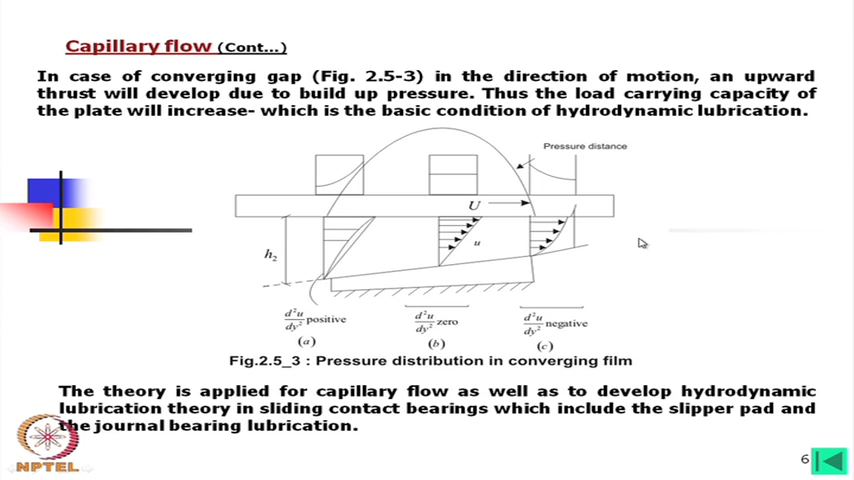 Capillary flow (Cont...)
In case of converging gap (Fig. 2.5-3) in the direction of motion, an upward
thrust will develop due to build up pressure. Thus the load carrying capacity of
the plate will increase- which is the basic condition of hydrodynamic lubrication.
Pressure distance
U
u
h₂
d²u/dy² positive
d²u/dy² zero
d²u/dy² negative
(a)
(b)
(c)
Fig.2.5_3 : Pressure distribution in converging film
The theory is applied for capillary flow as well as to develop hydrodynamic
lubrication theory in sliding contact bearings which include the slipper pad and
the journal bearing lubrication.
NPTEL
6